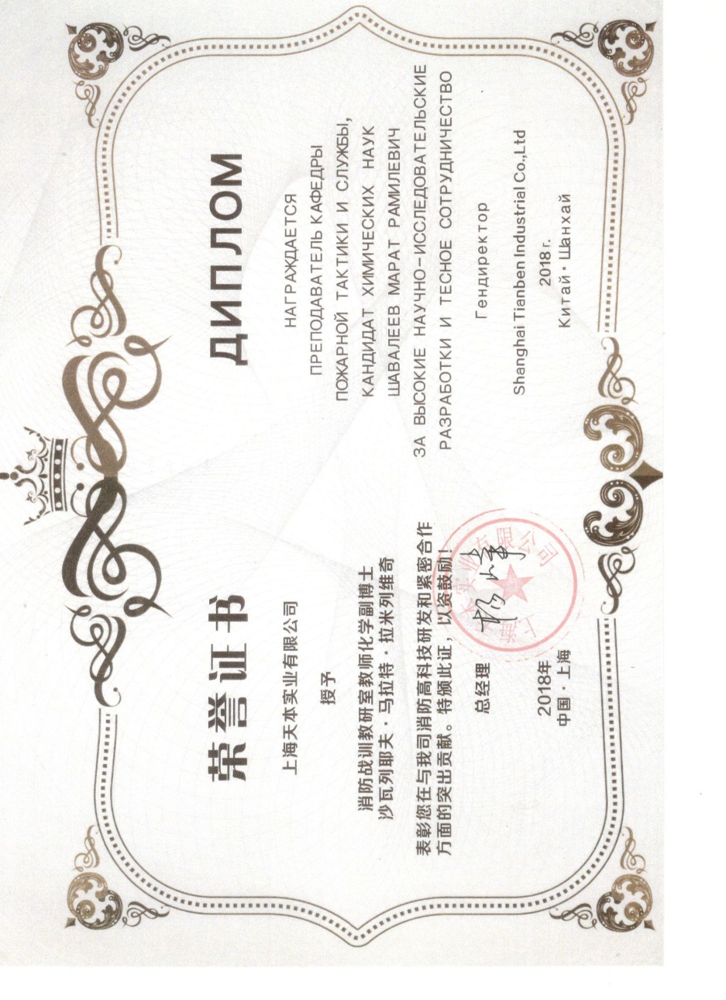 荣誉证书
上海天本实业有限公司
授予
消防战训教研室教师化学副博士
沙瓦列耶夫·马拉特·拉米列维奇
表彰您在与我司消防高科技研发和紧密合作
方面的突出贡献。特颁此证，以资鼓励！
总经理
2018年
中国·上海
ДИПЛОМ
НАГРАЖДАЕТСЯ
ПРЕПОДАВАТЕЛЬ КАФЕДРЫ
ПОЖАРНОЙ ТАКТИКИ И СЛУЖБЫ,
КАНДИДАТ ХИМИЧЕСКИХ НАУК
ШАВАЛЕЕВ МАРАТ РАМИЛЕВИЧ
ЗА ВЫСОКИЕ НАУЧНО-ИССЛЕДОВАТЕЛЬСКИЕ
РАЗРАБОТКИ И ТЕСНОЕ СОТРУДНИЧЕСТВО
Гендиректор
Shanghai Tianben Industrial Co.,Ltd
2018 г.
Китай·Шанхай